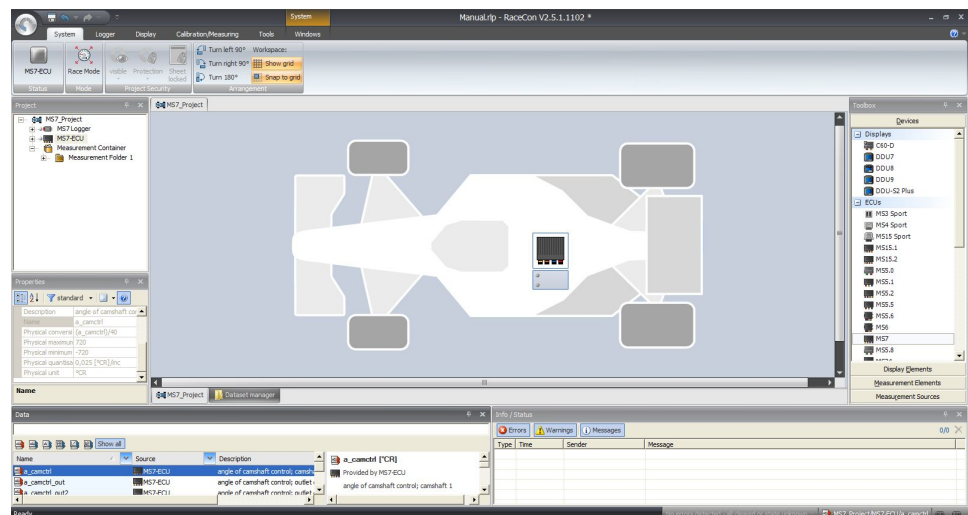 System
Manual.rlp - RaceCon V2.5.1.1102 *
System Logger Display Calibration/Measuring Tools Windows
MS7-ECU
Race Mode
visible
Protection
Sheet locked
Turn left 90°
Turn right 90°
Turn 180°
Workspace:
Show grid
Snap to grid
Status Mode Project Security Arrangement
Project
MS7_Project
MS7 Logger
MS7-ECU
Measurement Container
Measurement Folder 1
MS7_Project
Properties
standard
Description angle of camshaft co
Name a_camctrl
Physical conversi (a_camctrl)/40
Physical maximum 720
Physical minimum -720
Physical quantisa 0,025 [°CR]/inc
Physical unit °CR
Name
MS7_Project Dataset manager
Toolbox
Devices
Displays
C60-D
DDU7
DDU8
DDU9
DDU-S2 Plus
ECUs
MS3 Sport
MS4 Sport
MS15 Sport
MS15.1
MS15.2
MS5.0
MS5.1
MS5.2
MS5.5
MS5.6
MS6
MS7
MS5.8
Display Elements
Measurement Elements
Measurement Sources
Data
Show all
Name Source Description
a_camctrl MS7-ECU angle of camshaft control; camsha
a_camctrl_out MS7-ECU angle of camshaft control; outlet
a_camctrl_out2 MS7-ECU angle of camshaft control; outlet
a_camctrl [°CR]
Provided by MS7-ECU
angle of camshaft control; camshaft 1
Info / Status
Errors Warnings Messages
0/0
Type Time Sender Message
Ready
MS7_Project/MS7-ECU/a_camctrl